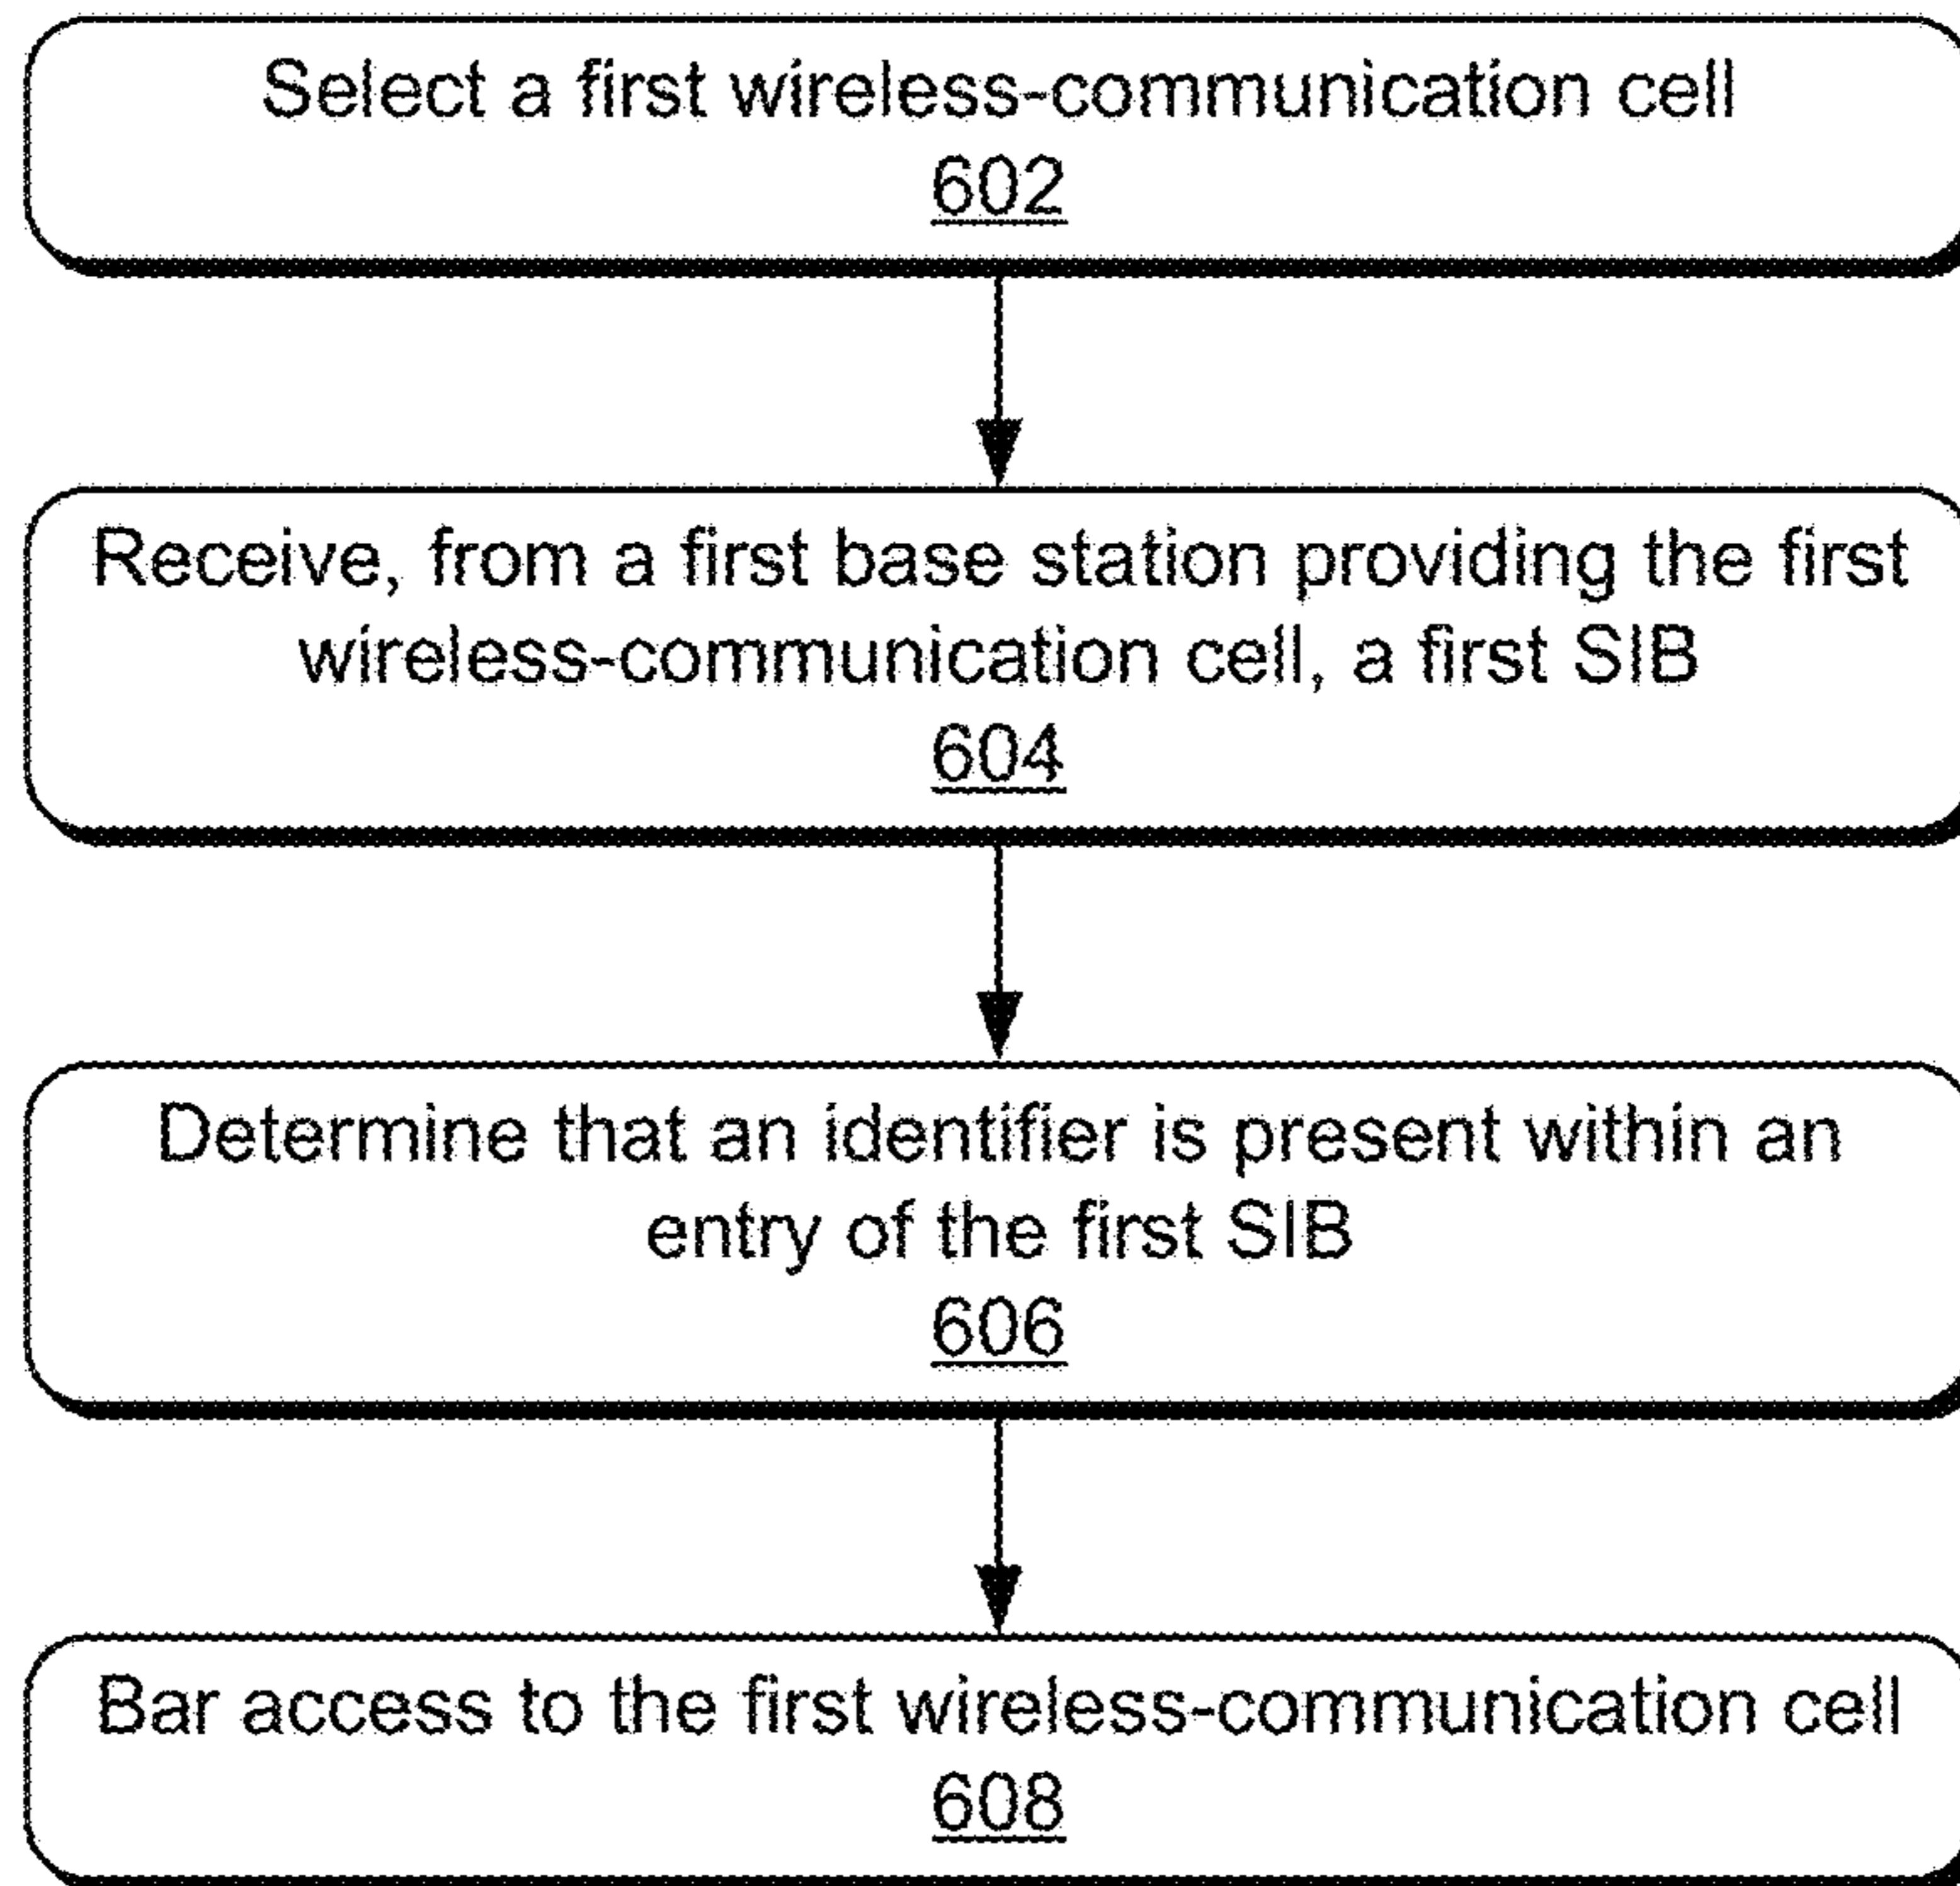 Select a first wireless-communication cell
602
Receive, from a first base station providing the first
wireless-communication cell, a first SIB
604
Determine that an identifier is present within an
entry of the first SIB
606
Bar access to the first wireless-communication cell
608